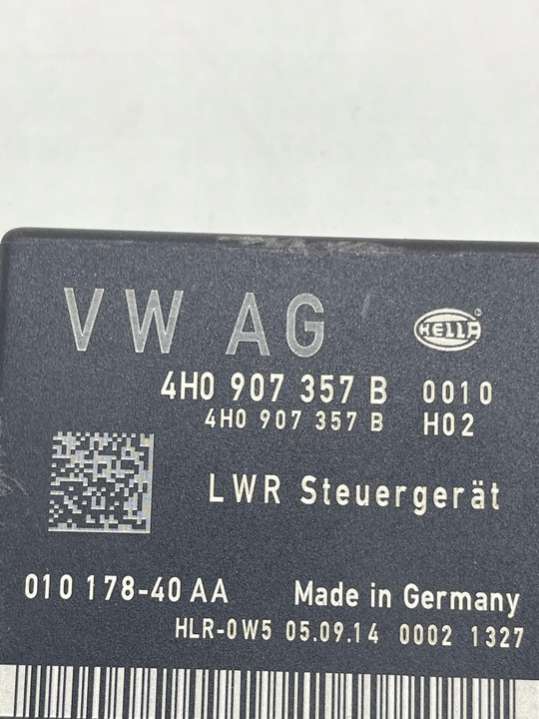 VW AG
HELLA
4H0 907 357 B 0010
4H0 907 357 B H02
LWR Steuergerät
010 178-40 AA Made in Germany
HLR-0W5 05.09.14 0002 1327